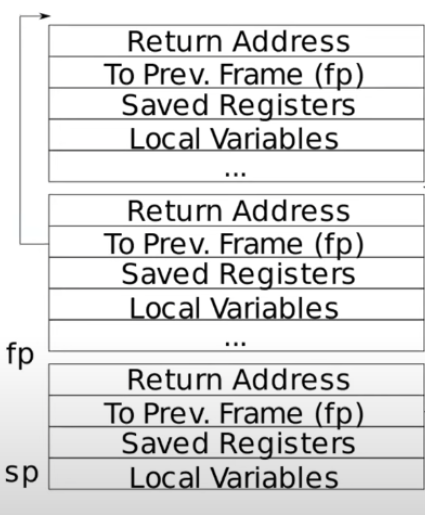 Return Address
To Prev. Frame (fp)
Saved Registers
Local Variables
...
Return Address
To Prev. Frame (fp)
Saved Registers
Local Variables
...
fp
Return Address
To Prev. Frame (fp)
Saved Registers
sp
Local Variables